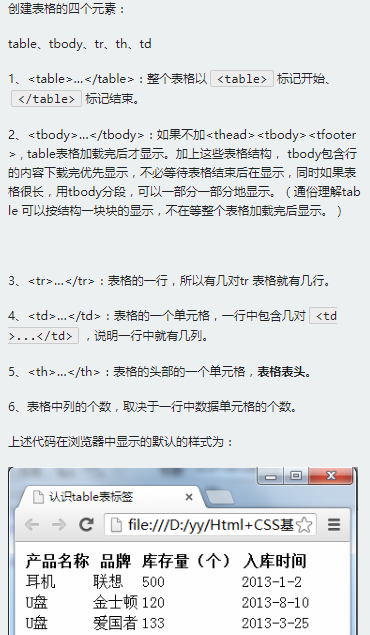 创建表格的四个元素：
table、tbody、tr、th、td
1、<table>…</table>：整个表格以 <table> 标记开始、
</table> 标记结束。
2、<tbody>…</tbody>：如果不加<thead><tbody><tfooter
> , table表格加载完后才显示。加上这些表格结构， tbody包含行
的内容下载完优先显示，不必等待表格结束后在显示，同时如果表
格很长，用tbody分段，可以一部分一部分地显示。（通俗理解tab
le 可以按结构一块块的显示，不在等整个表格加载完后显示。）
3、<tr>…</tr>：表格的一行，所以有几对tr 表格就有几行。
4、<td>…</td>：表格的一个单元格，一行中包含几对 <td
>...</td> ，说明一行中就有几列。
5、<th>…</th>：表格的头部的一个单元格，表格表头。
6、表格中列的个数，取决于一行中数据单元格的个数。
上述代码在浏览器中显示的默认的样式为：
认识table表标签
file:///D:/yy/Html+CSS基
产品名称 品牌 库存量（个） 入库时间
耳机 联想 500 2013-1-2
U盘 金士顿 120 2013-8-10
U盘 爱国者 133 2013-3-25